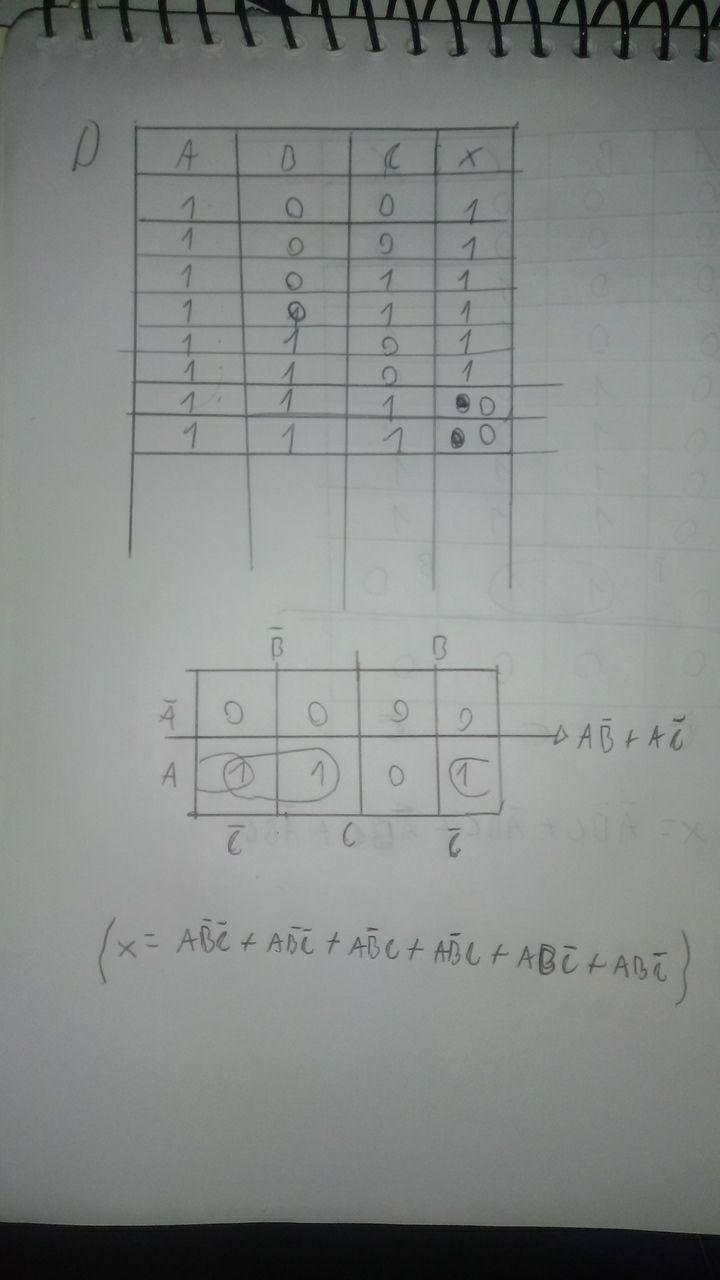 D
A B C X
1 0 0 1
1 0 0 1
1 0 1 1
1 0 1 1
1 1 0 1
1 1 0 1
1 1 1 0
1 1 1 0
B̅ B
A̅ 0 0 0 0
A 1 1 0 1
AB̅ + AC̅
C̅ C C̅
(x = AB̅C̅ + AB̅C̅ + AB̅C + AB̅C + ABC̅ + ABC̅)